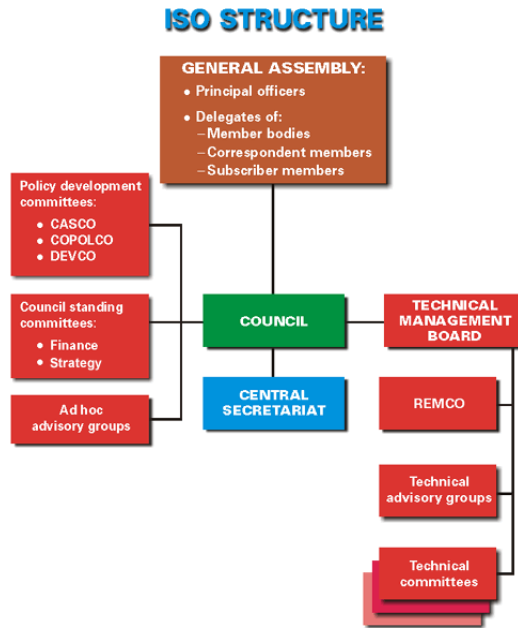 ISO STRUCTURE
GENERAL ASSEMBLY:
• Principal officers
• Delegates of:
– Member bodies
– Correspondent members
– Subscriber members
Policy development
committees:
• CASCO
• COPOLCO
• DEVCO
Council standing
committees:
• Finance
• Strategy
Ad hoc
advisory groups
COUNCIL
CENTRAL
SECRETARIAT
TECHNICAL
MANAGEMENT
BOARD
REMCO
Technical
advisory groups
Technical
committees